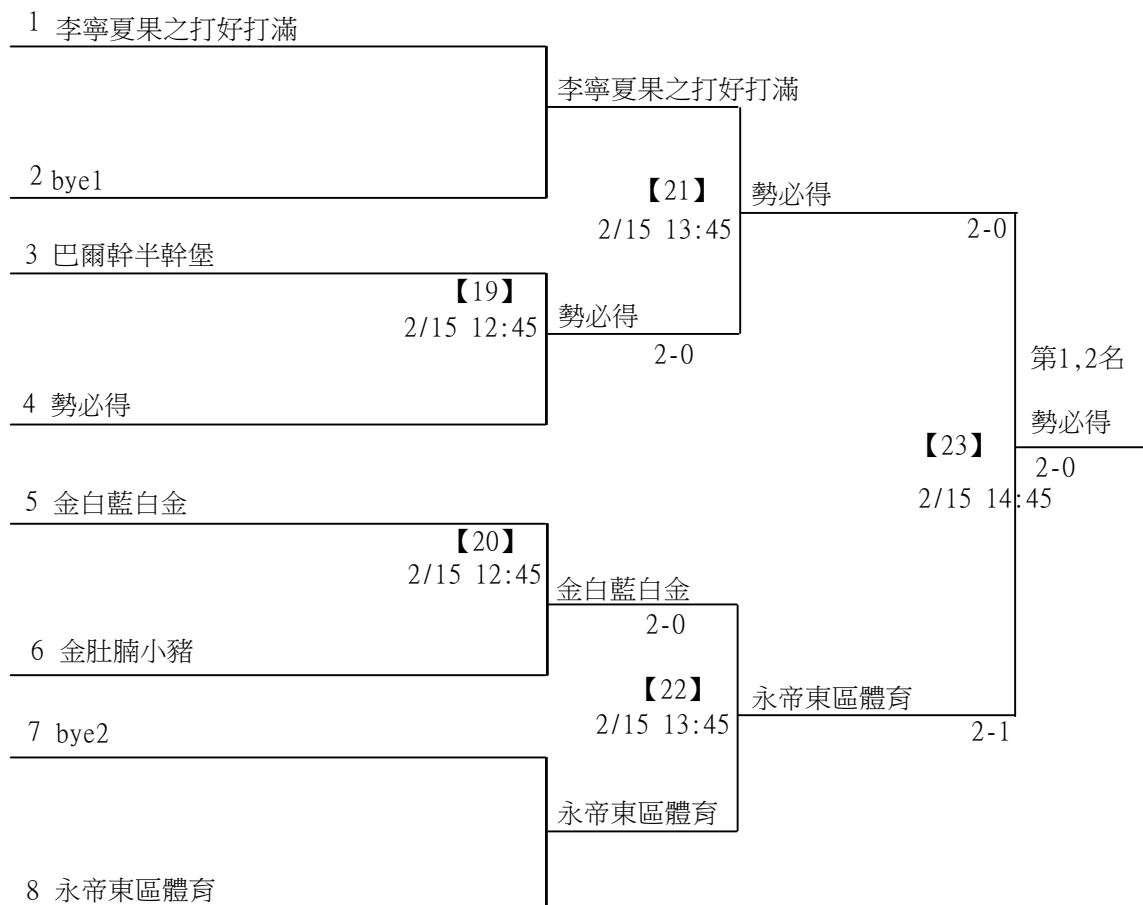 1 李寧夏果之打好打滿
李寧夏果之打好打滿
2 bye1
【21】
2/15 13:45
勢必得
2-0
3 巴爾幹半幹堡
【19】
2/15 12:45
勢必得
2-0
4 勢必得
第1,2名
勢必得
【23】
2-0
2/15 14:45
5 金白藍白金
【20】
2/15 12:45
金白藍白金
2-0
6 金肚腩小豬
【22】
2/15 13:45
永帝東區體育
2-1
7 bye2
永帝東區體育
8 永帝東區體育